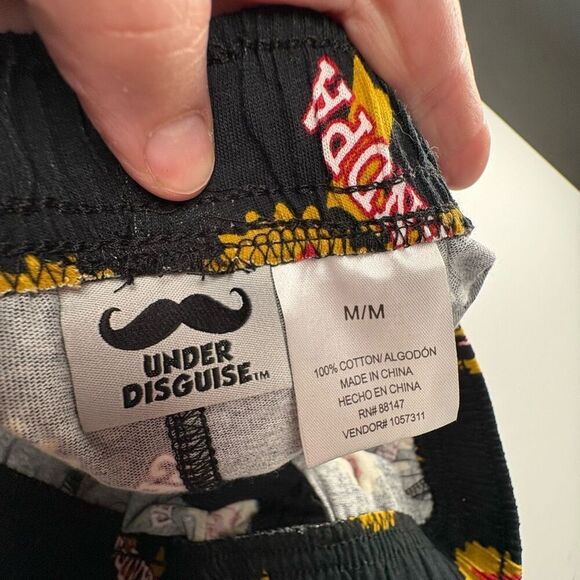 UNDER
DISGUISE™
M/M
100% COTTON/ ALGODÓN
MADE IN CHINA
HECHO EN CHINA
RN# 88147
VENDOR# 1057311